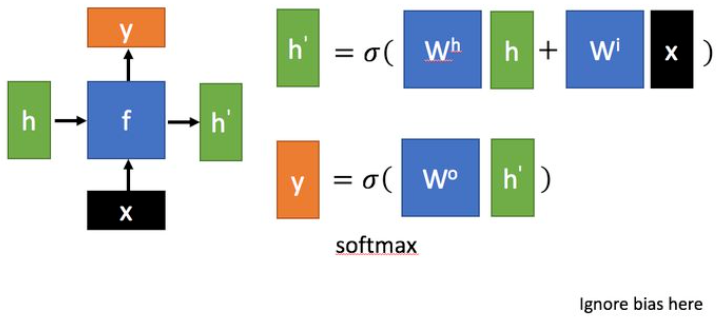 y
h
f
h'
x
h' = σ( Wʰ h + Wⁱ x )
y = σ( Wᵒ h' )
softmax
Ignore bias here